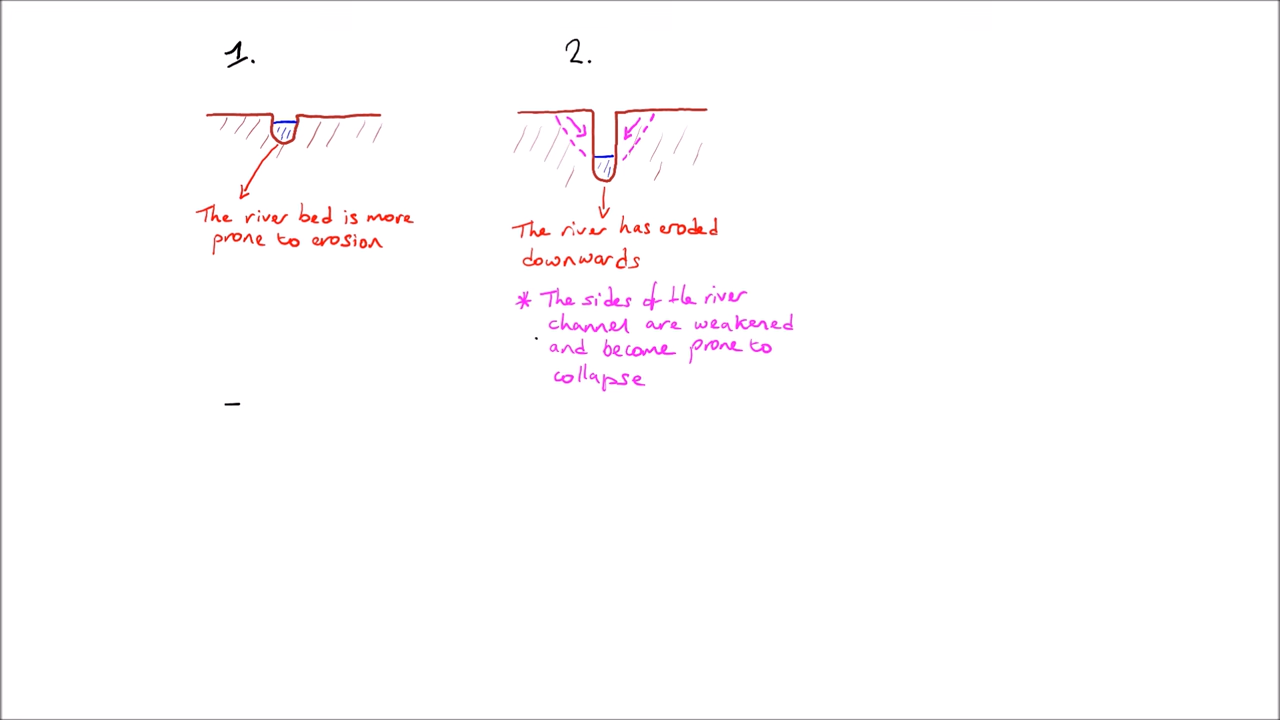 1.
The river bed is more
prone to erosion
2.
The river has eroded
downwards
* The sides of the river
channel are weakened
and become prone to
collapse